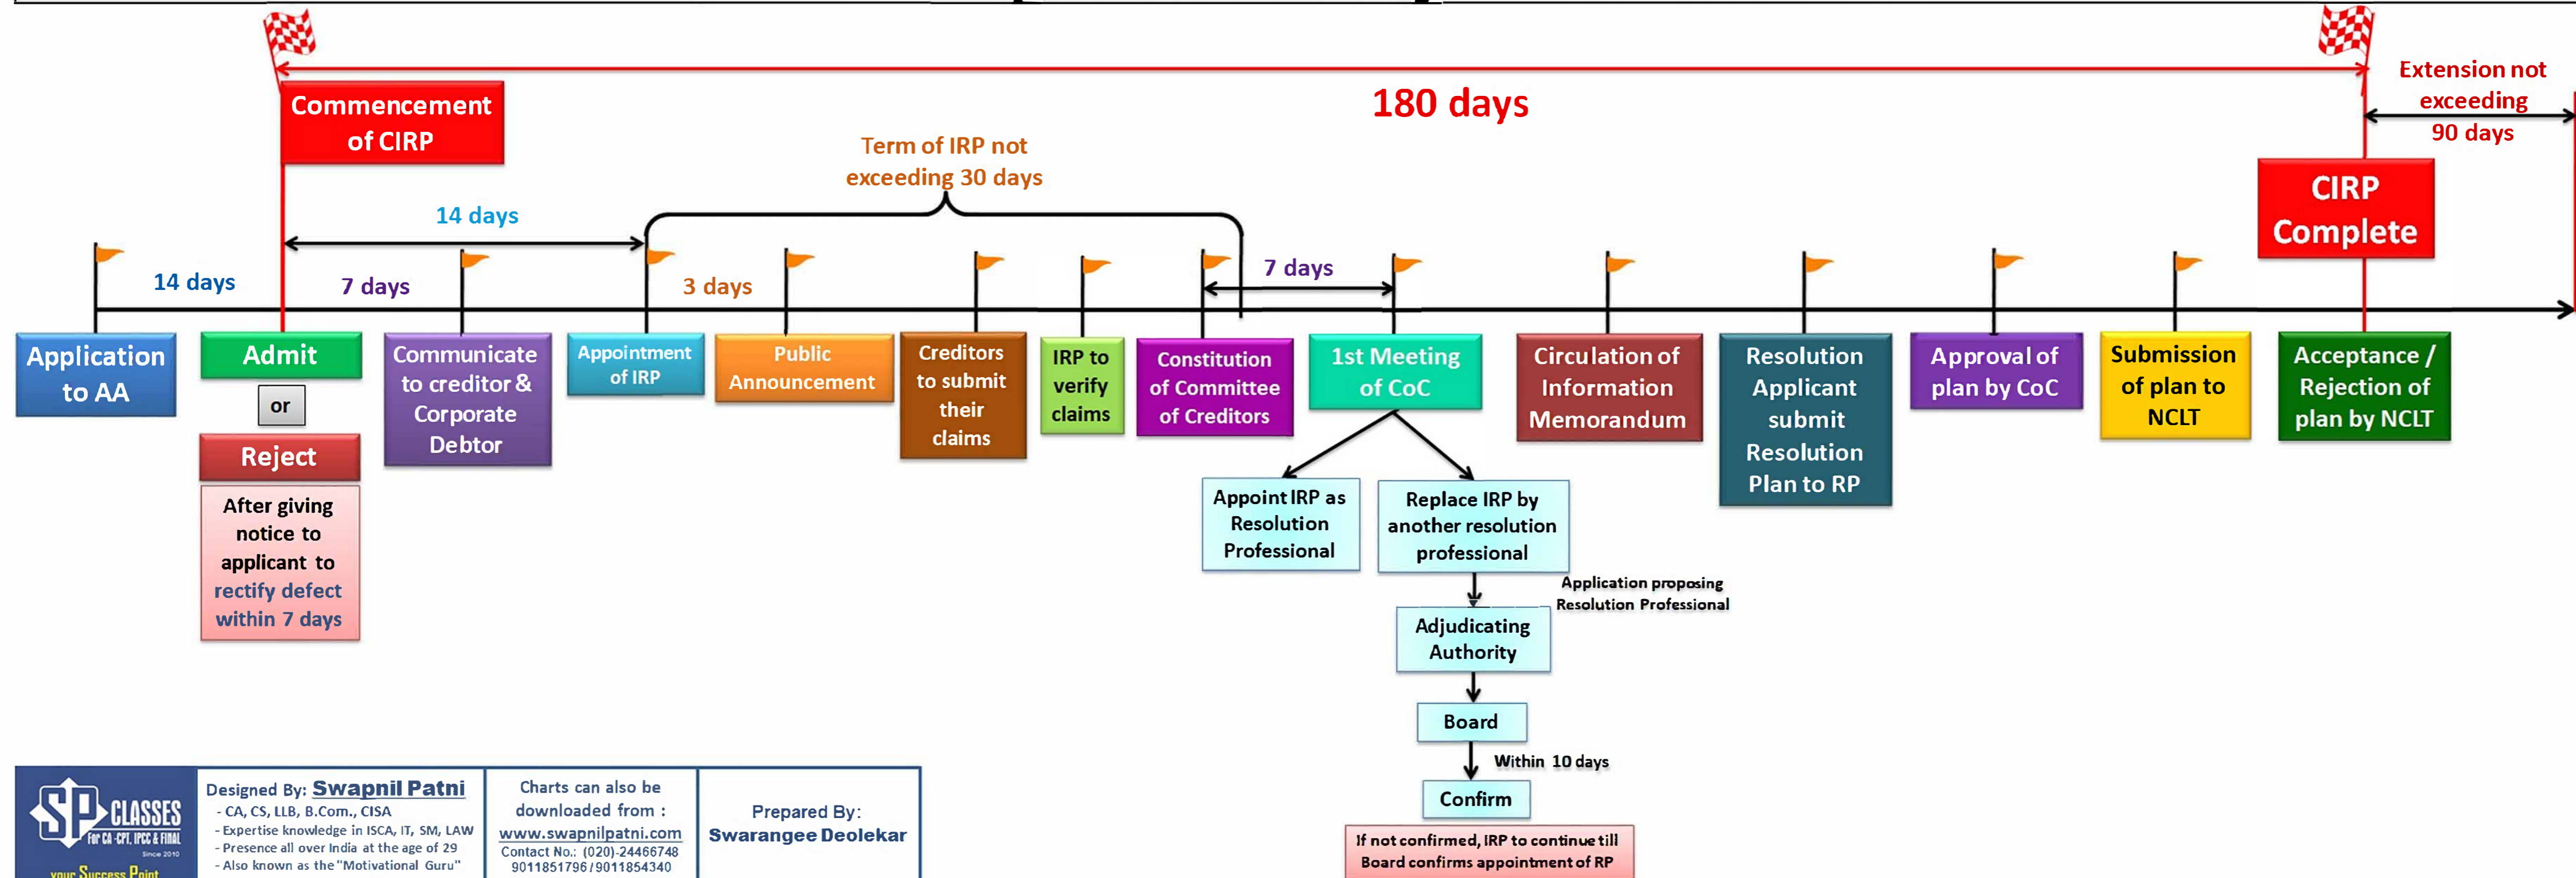 Commencement
of CIRP
180 days
Extension not
exceeding
90 days
Term of IRP not
exceeding 30 days
CIRP
Complete
14 days
14 days
7 days
3 days
7 days
Application
to AA
Admit
or
Reject
After giving
notice to
applicant to
rectify defect
within 7 days
Communicate
to creditor &
Corporate
Debtor
Appointment
of IRP
Public
Announcement
Creditors
to submit
their
claims
IRP to
verify
claims
Constitution
of Committee
of Creditors
1st Meeting
of CoC
Circulation of
Information
Memorandum
Resolution
Applicant
submit
Resolution
Plan to RP
Approval of
plan by CoC
Submission
of plan to
NCLT
Acceptance /
Rejection of
plan by NCLT
Appoint IRP as
Resolution
Professional
Replace IRP by
another resolution
professional
Application proposing
Resolution Professional
Adjudicating
Authority
Board
Within 10 days
Confirm
If not confirmed, IRP to continue till
Board confirms appointment of RP
SP CLASSES
For CA -CPT, IPCC & FINAL
Since 2010
your Success Point
Designed By: Swapnil Patni
- CA, CS, LLB, B.Com., CISA
- Expertise knowledge in ISCA, IT, SM, LAW
- Presence all over India at the age of 29
- Also known as the "Motivational Guru"
Charts can also be
downloaded from :
www.swapnilpatni.com
Contact No.: (020)-24466748
9011851796/9011854340
Prepared By:
Swarangee Deolekar